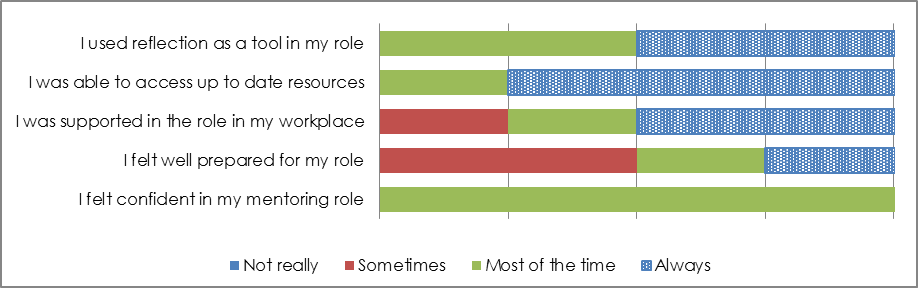 I used reflection as a tool in my role
I was able to access up to date resources
I was supported in the role in my workplace
I felt well prepared for my role
I felt confident in my mentoring role
Not really Sometimes Most of the time Always